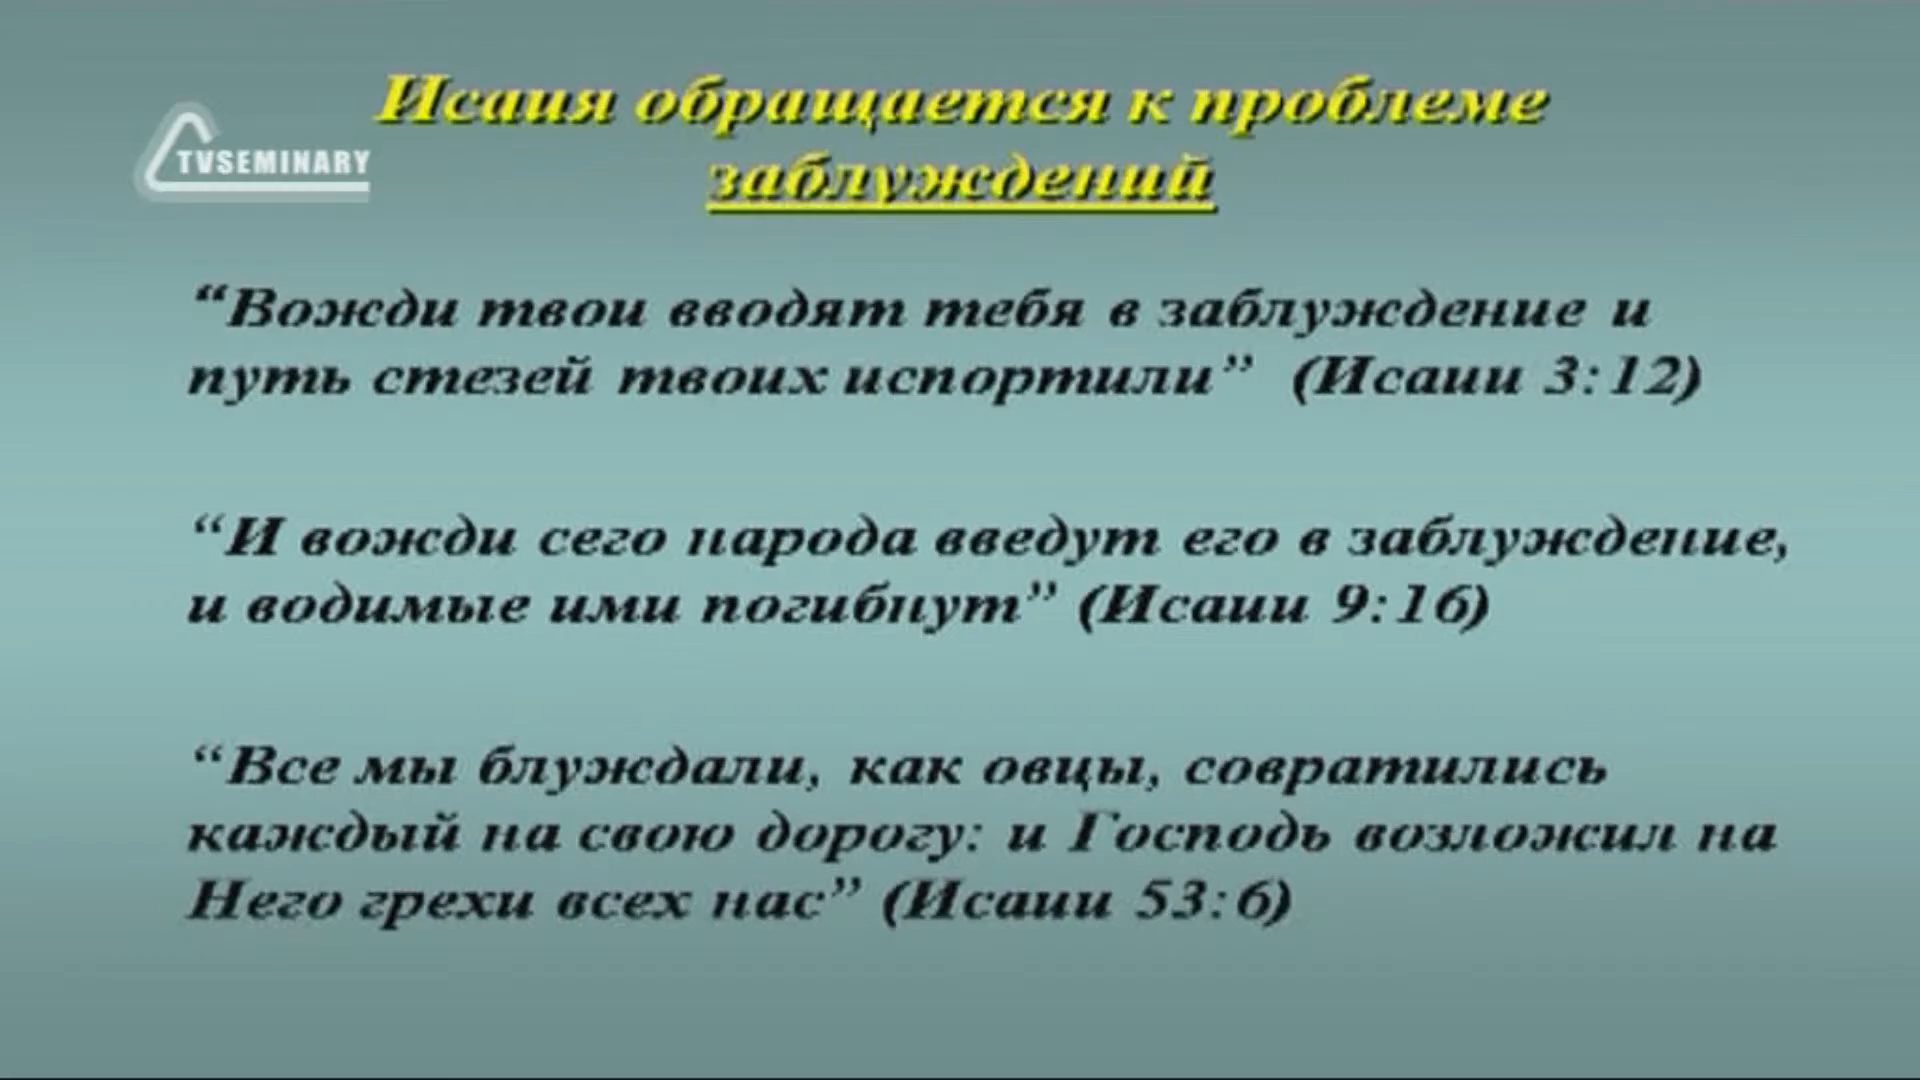 Исаия обращается к проблеме
TVSEMINARY
заблуждений
“Вожди твои вводят тебя в заблуждение и
путь стезей твоих испортили” (Исаии 3:12)
“И вожди сего народа введут его в заблуждение,
и водимые ими погибнут” (Исаии 9:16)
“Все мы блуждали, как овцы, совратились
каждый на свою дорогу: и Господь возложил на
Него грехи всех нас” (Исаии 53:6)